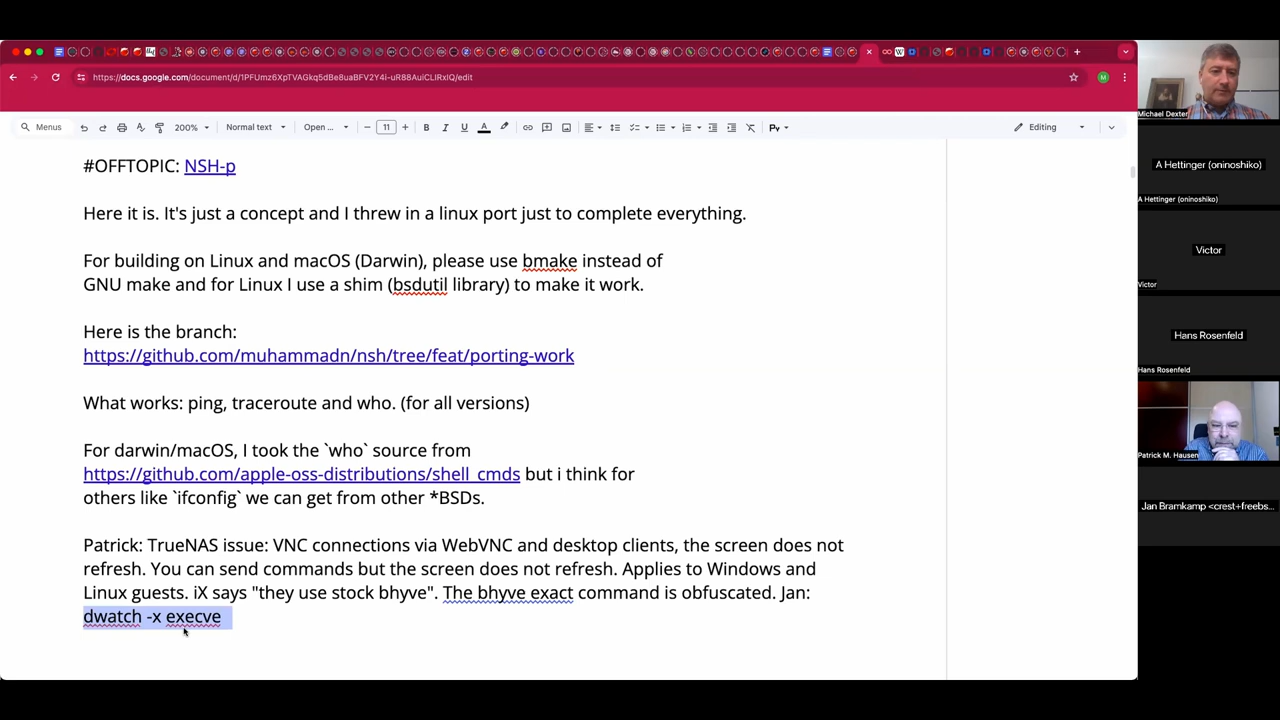 https://docs.google.com/document/d/1PFUmz6XpTVAGkq5dBe8uaBFV2Y4i-uR88AuiCLIRxIQ/edit
M
Menus
200%
Normal text
Open ...
11
Editing
#OFFTOPIC: NSH-p
Here it is. It's just a concept and I threw in a linux port just to complete everything.
For building on Linux and macOS (Darwin), please use bmake instead of
GNU make and for Linux I use a shim (bsdutil library) to make it work.
Here is the branch:
https://github.com/muhammadn/nsh/tree/feat/porting-work
What works: ping, traceroute and who. (for all versions)
For darwin/macOS, I took the `who` source from
https://github.com/apple-oss-distributions/shell_cmds but i think for
others like `ifconfig` we can get from other *BSDs.
Patrick: TrueNAS issue: VNC connections via WebVNC and desktop clients, the screen does not
refresh. You can send commands but the screen does not refresh. Applies to Windows and
Linux guests. iX says "they use stock bhyve". The bhyve exact command is obfuscated. Jan:
dwatch -x execve
Michael Dexter
A Hettinger (oninoshiko)
A Hettinger (oninoshiko)
Victor
Victor
Hans Rosenfeld
Hans Rosenfeld
Patrick M. Hausen
Jan Bramkamp <crest+freebs...